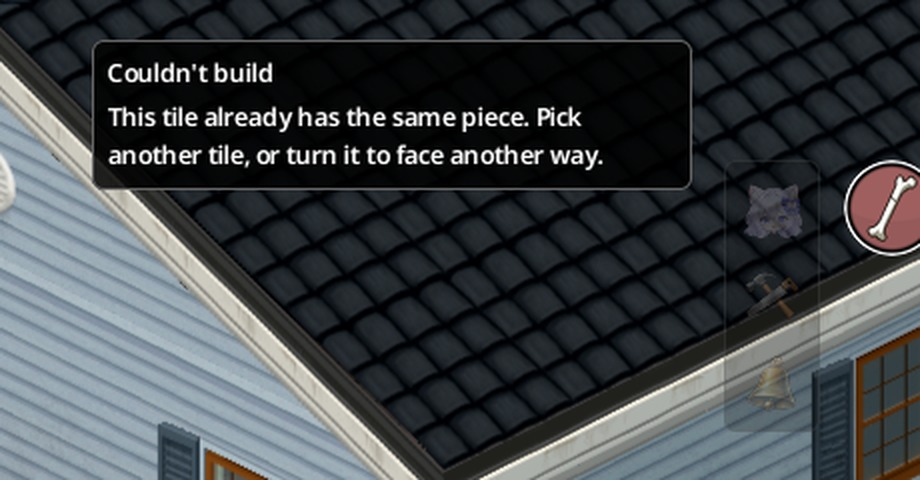 Couldn't build
This tile already has the same piece. Pick
another tile, or turn it to face another way.